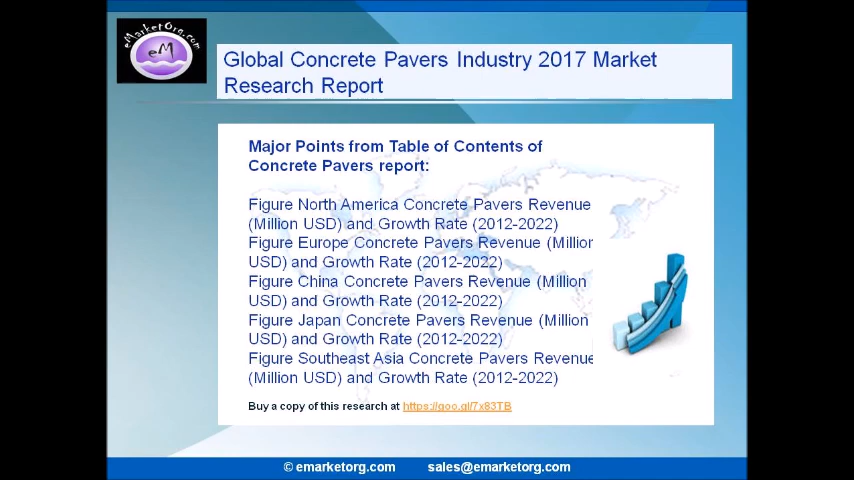 eMarketOrg.com
eM
Global Concrete Pavers Industry 2017 Market
Research Report
Major Points from Table of Contents of
Concrete Pavers report:
Figure North America Concrete Pavers Revenue
(Million USD) and Growth Rate (2012-2022)
Figure Europe Concrete Pavers Revenue (Million
USD) and Growth Rate (2012-2022)
Figure China Concrete Pavers Revenue (Million
USD) and Growth Rate (2012-2022)
Figure Japan Concrete Pavers Revenue (Million
USD) and Growth Rate (2012-2022)
Figure Southeast Asia Concrete Pavers Revenue
(Million USD) and Growth Rate (2012-2022)
Buy a copy of this research at https://goo.gl/7x83TB
© emarketorg.com sales@emarketorg.com